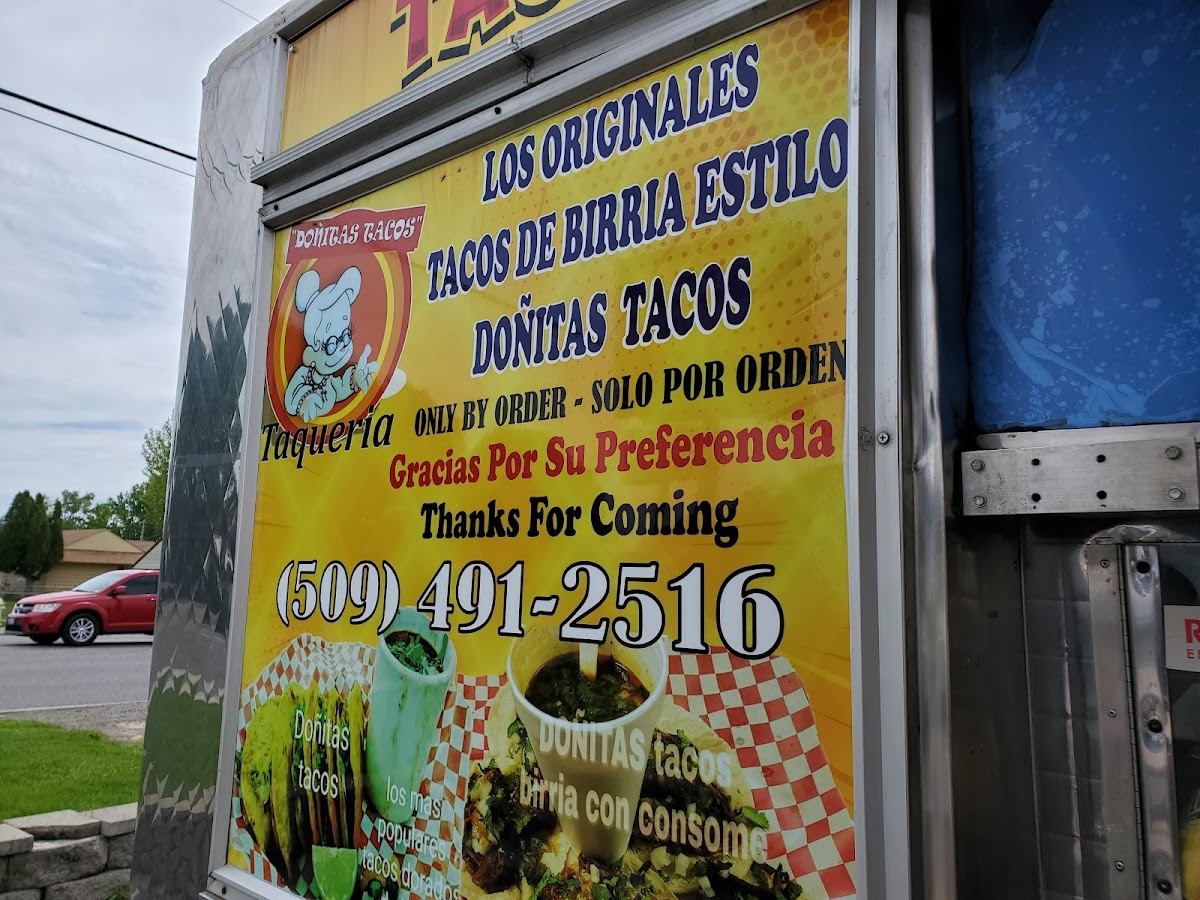 LOS ORIGINALES
TACOS DE BIRRIA ESTILO
DOÑITAS TACOS
"DOÑITAS TACOS"
Taqueria
ONLY BY ORDER - SOLO POR ORDEN
Gracias Por Su Preferencia
Thanks For Coming
(509) 491-2516
Doñitas
tacos
los mas
populares
tacos dorados
DOÑITAS tacos
birria con consome